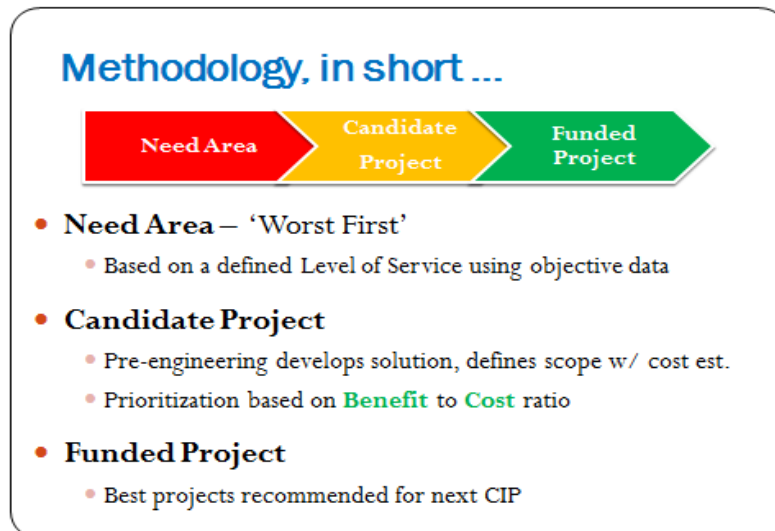 Methodology, in short ...
Need Area
Candidate
Project
Funded
Project
• Need Area – ‘Worst First’
• Based on a defined Level of Service using objective data
• Candidate Project
• Pre-engineering develops solution, defines scope w/ cost est.
• Prioritization based on Benefit to Cost ratio
• Funded Project
• Best projects recommended for next CIP